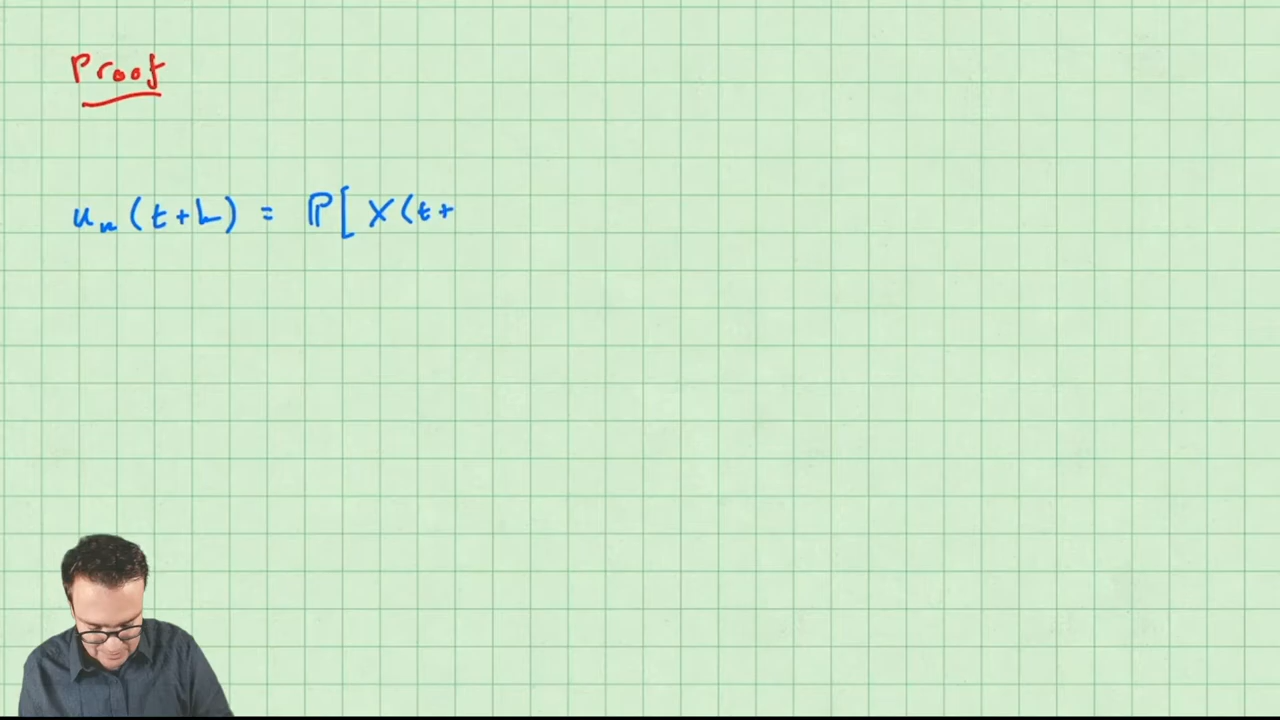 Proof
uₙ(t+h) = ℙ[ X(t+